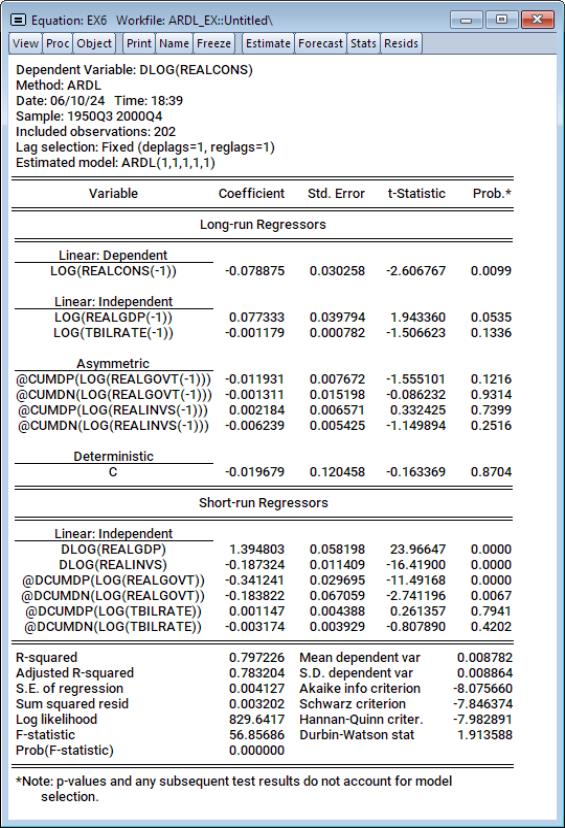 Equation: EX6 Workfile: ARDL_EX::Untitled\
View Proc Object Print Name Freeze Estimate Forecast Stats Resids
Dependent Variable: DLOG(REALCONS)
Method: ARDL
Date: 06/10/24 Time: 18:39
Sample: 1950Q3 2000Q4
Included observations: 202
Lag selection: Fixed (deplags=1, reglags=1)
Estimated model: ARDL(1,1,1,1,1)
Variable Coefficient Std. Error t-Statistic Prob.*
Long-run Regressors
Linear: Dependent
LOG(REALCONS(-1)) -0.078875 0.030258 -2.606767 0.0099
Linear: Independent
LOG(REALGDP(-1)) 0.077333 0.039794 1.943360 0.0535
LOG(TBILRATE(-1)) -0.001179 0.000782 -1.506623 0.1336
Asymmetric
@CUMDP(LOG(REALGOVT(-1))) -0.011931 0.007672 -1.555101 0.1216
@CUMDN(LOG(REALGOVT(-1))) -0.001311 0.015198 -0.086232 0.9314
@CUMDP(LOG(REALINVS(-1))) 0.002184 0.006571 0.332425 0.7399
@CUMDN(LOG(REALINVS(-1))) -0.006239 0.005425 -1.149894 0.2516
Deterministic
C -0.019679 0.120458 -0.163369 0.8704
Short-run Regressors
Linear: Independent
DLOG(REALGDP) 1.394803 0.058198 23.96647 0.0000
DLOG(REALINVS) -0.187324 0.011409 -16.41900 0.0000
@DCUMDP(LOG(REALGOVT)) -0.341241 0.029695 -11.49168 0.0000
@DCUMDN(LOG(REALGOVT)) -0.183822 0.067059 -2.741196 0.0067
@DCUMDP(LOG(TBILRATE)) 0.001147 0.004388 0.261357 0.7941
@DCUMDN(LOG(TBILRATE)) -0.003174 0.003929 -0.807890 0.4202
R-squared 0.797226 Mean dependent var 0.008782
Adjusted R-squared 0.783204 S.D. dependent var 0.008864
S.E. of regression 0.004127 Akaike info criterion -8.075660
Sum squared resid 0.003202 Schwarz criterion -7.846374
Log likelihood 829.6417 Hannan-Quinn criter. -7.982891
F-statistic 56.85686 Durbin-Watson stat 1.913588
Prob(F-statistic) 0.000000
*Note: p-values and any subsequent test results do not account for model
selection.